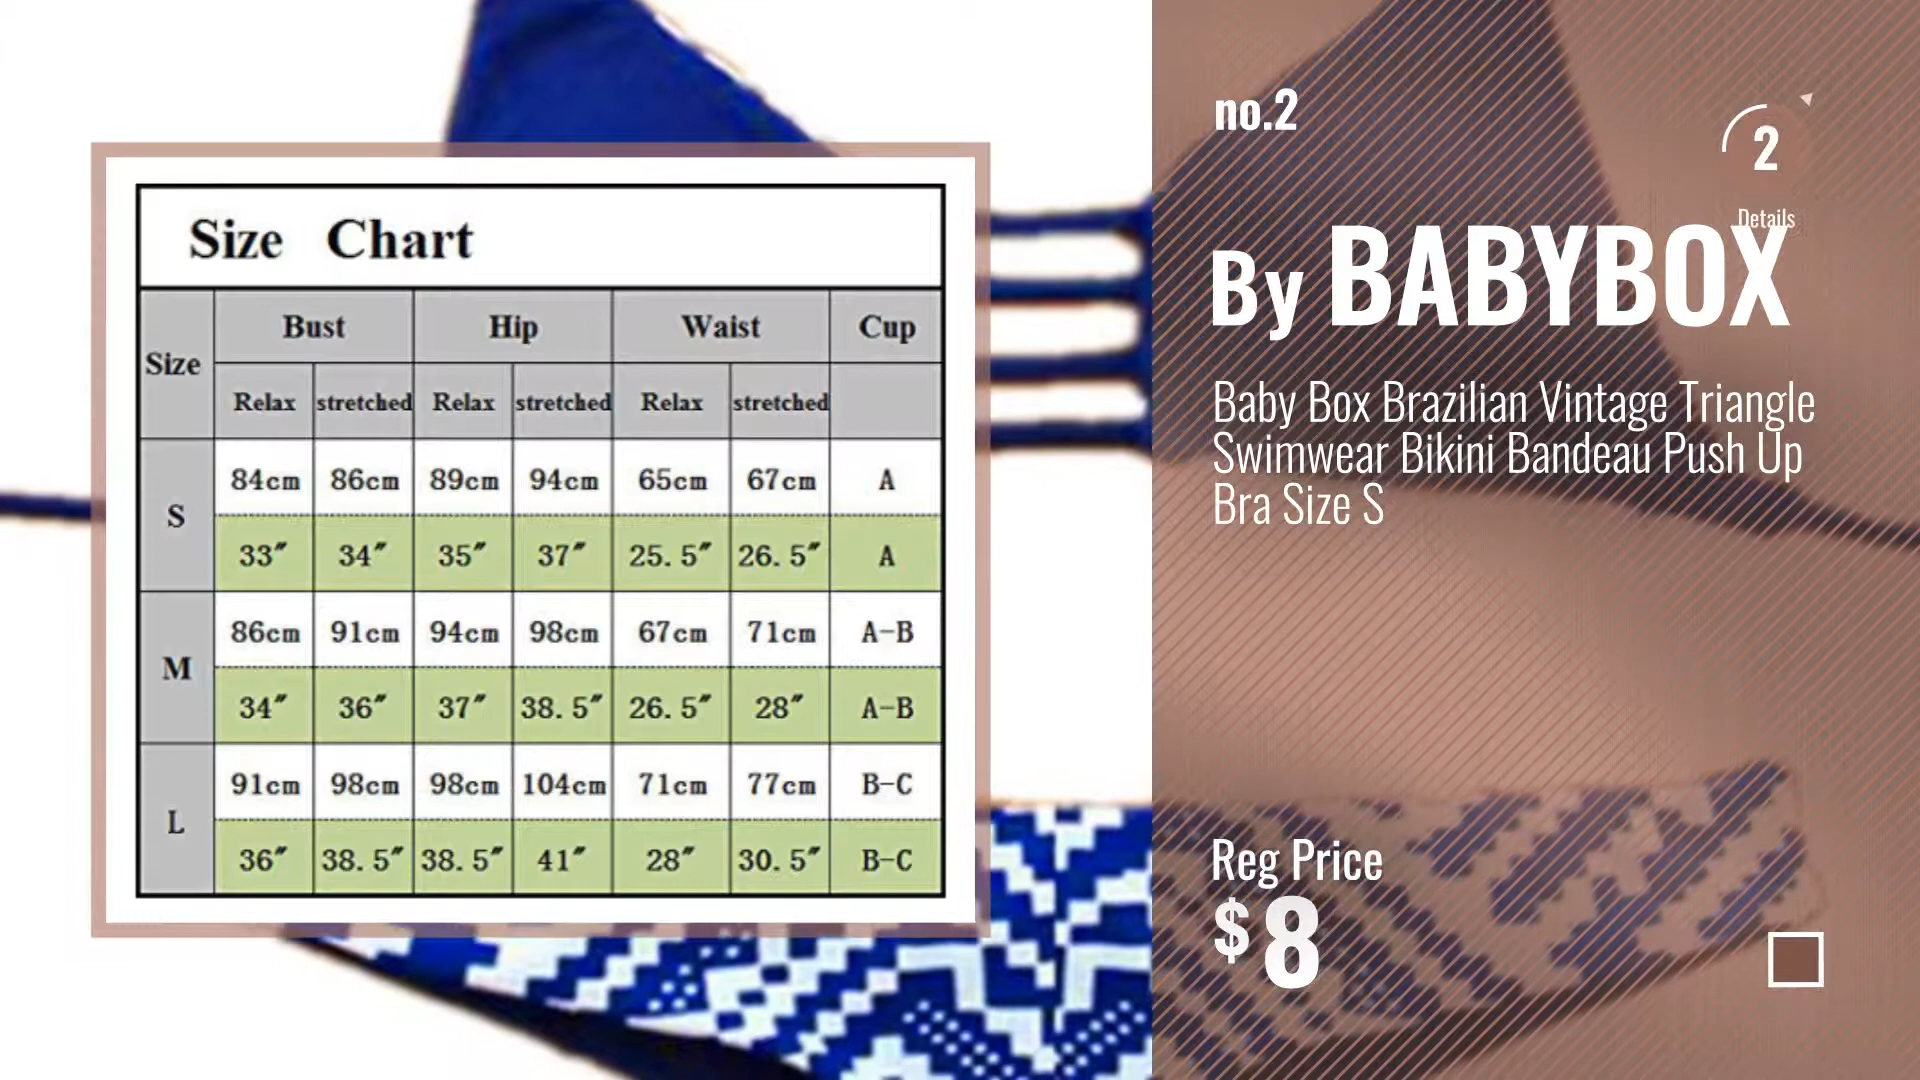 Size Chart
Size Bust Hip Waist Cup
Relax stretched Relax stretched Relax stretched
S 84cm 86cm 89cm 94cm 65cm 67cm A
33″ 34″ 35″ 37″ 25.5″ 26.5″ A
M 86cm 91cm 94cm 98cm 67cm 71cm A-B
34″ 36″ 37″ 38.5″ 26.5″ 28″ A-B
L 91cm 98cm 98cm 104cm 71cm 77cm B-C
36″ 38.5″ 38.5″ 41″ 28″ 30.5″ B-C
no.2
2
Details
By BABYBOX
Baby Box Brazilian Vintage Triangle
Swimwear Bikini Bandeau Push Up
Bra Size S
Reg Price
$8